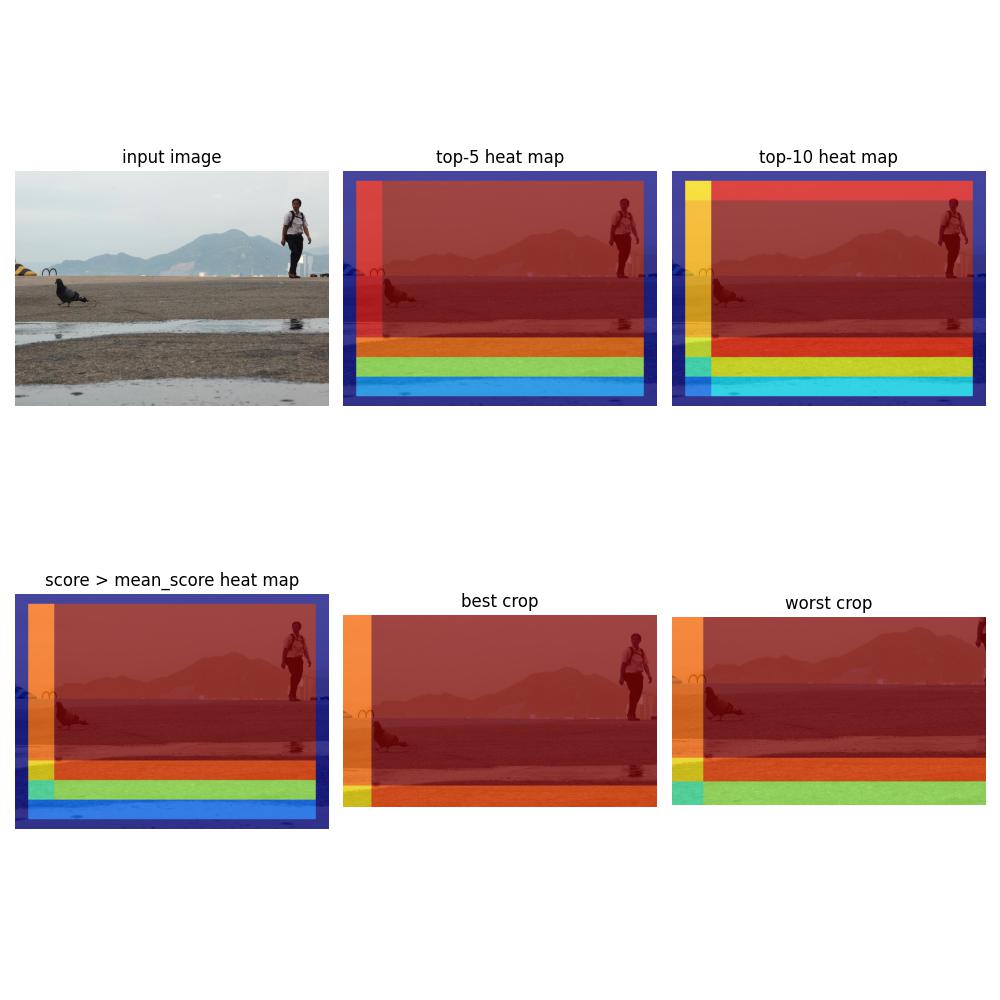 input image
top-5 heat map
top-10 heat map
score > mean_score heat map
best crop
worst crop